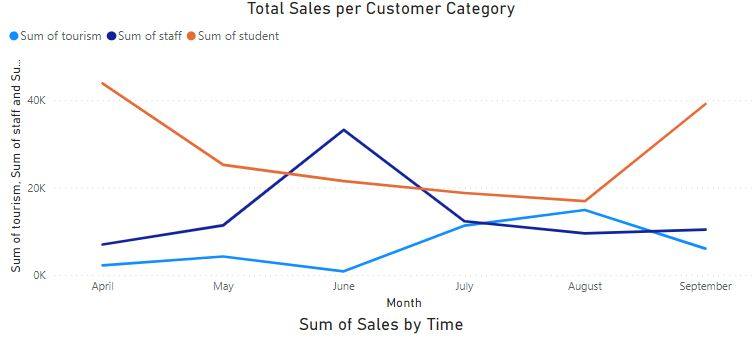 Total Sales per Customer Category
Sum of tourism Sum of staff Sum of student
Sum of tourism, Sum of staff and Su...
40K
20K
0K
April May June July August September
Month
Sum of Sales by Time